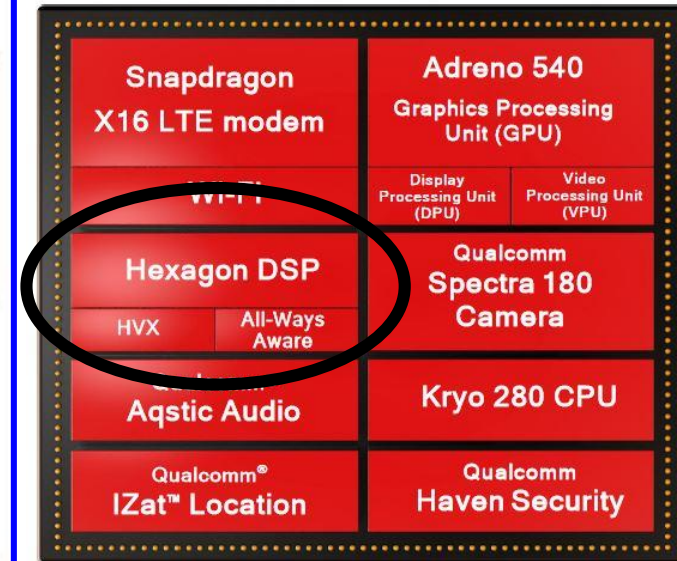 Snapdragon
X16 LTE modem
Wi-Fi
Hexagon DSP
HVX
All-Ways
Aware
Aqstic Audio
Qualcomm®
IZat™ Location
Adreno 540
Graphics Processing
Unit (GPU)
Display
Processing Unit
(DPU)
Video
Processing Unit
(VPU)
Qualcomm
Spectra 180
Camera
Kryo 280 CPU
Qualcomm
Haven Security